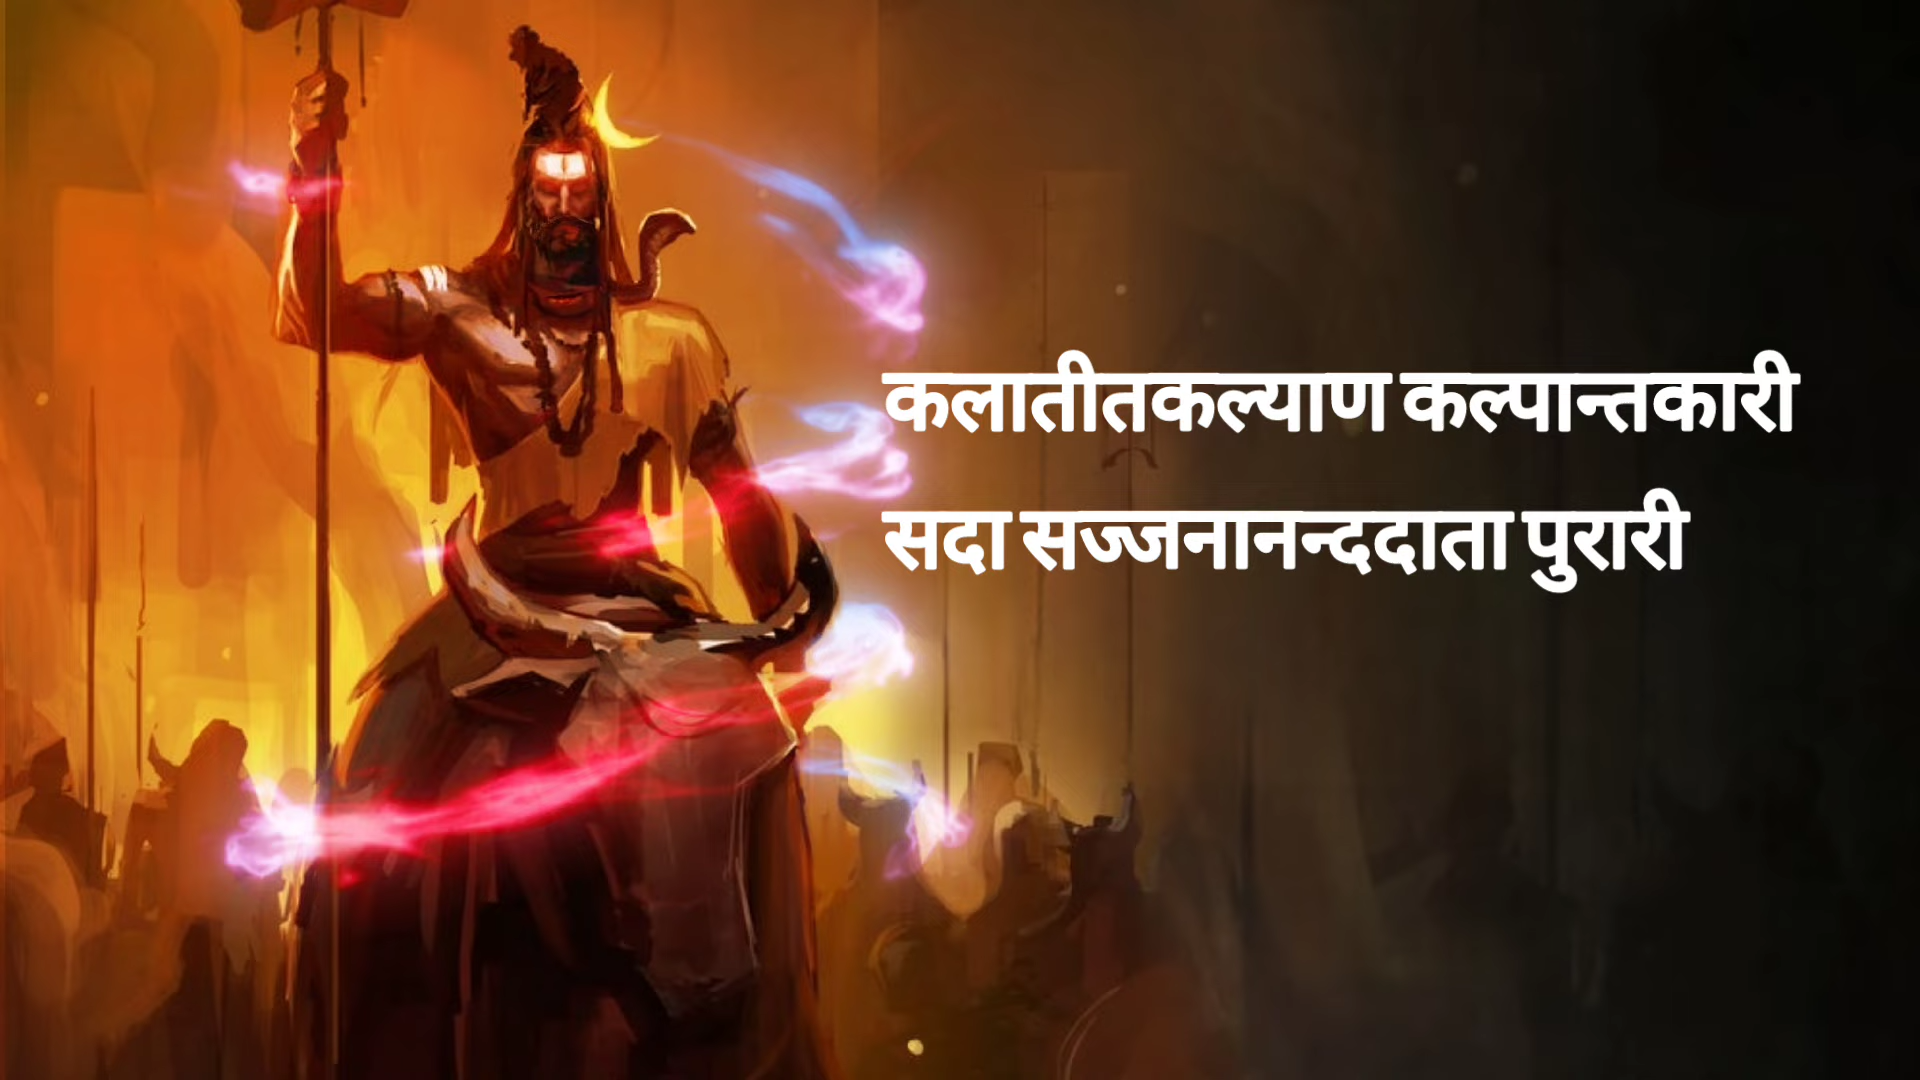 कलातीतकल्याण कल्पान्तकारी
सदा सज्जनानन्ददाता पुरारी